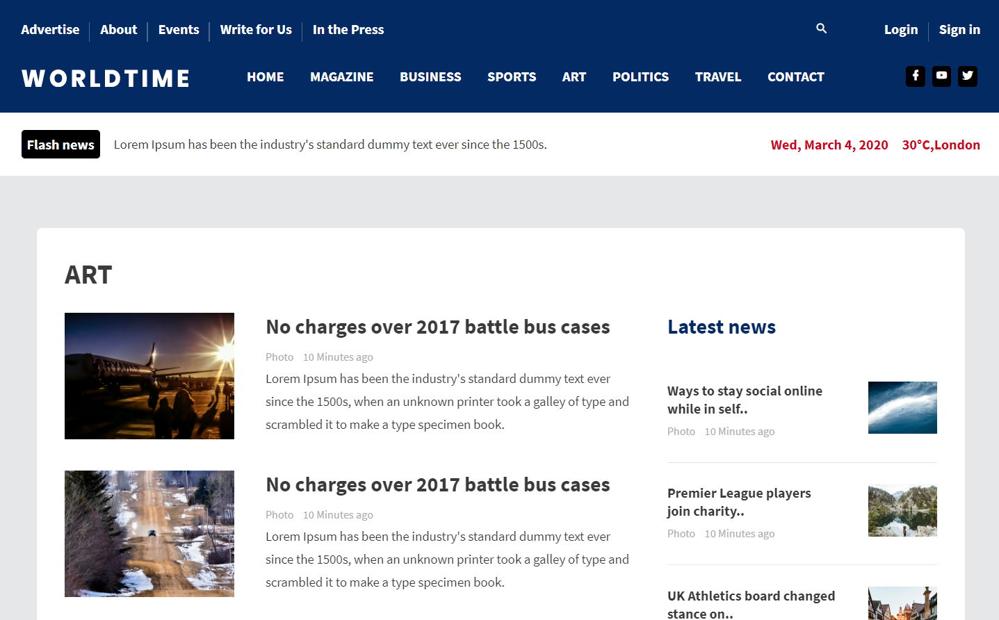 Advertise
About
Events
Write for Us
In the Press
Login
Sign in
WORLDTIME
HOME
MAGAZINE
BUSINESS
SPORTS
ART
POLITICS
TRAVEL
CONTACT
Flash news
Lorem Ipsum has been the industry's standard dummy text ever since the 1500s.
Wed, March 4, 2020
30°C,London
ART
No charges over 2017 battle bus cases
Photo 10 Minutes ago
Lorem Ipsum has been the industry's standard dummy text ever
since the 1500s, when an unknown printer took a galley of type and
scrambled it to make a type specimen book.
No charges over 2017 battle bus cases
Photo 10 Minutes ago
Lorem Ipsum has been the industry's standard dummy text ever
since the 1500s, when an unknown printer took a galley of type and
scrambled it to make a type specimen book.
Latest news
Ways to stay social online
while in self..
Photo 10 Minutes ago
Premier League players
join charity..
Photo 10 Minutes ago
UK Athletics board changed
stance on..